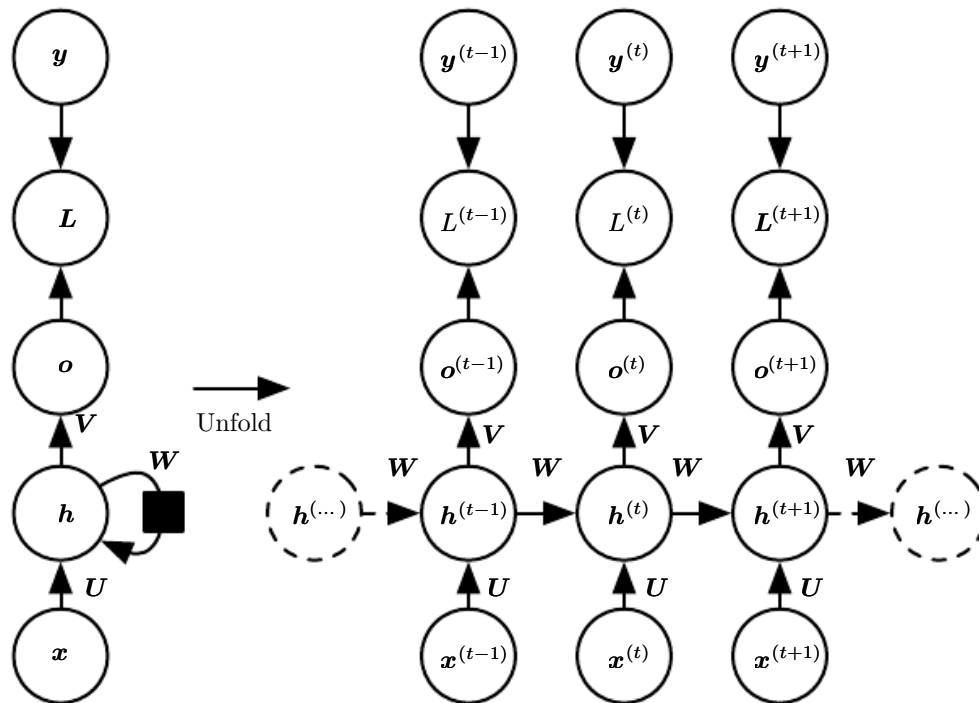 y y^{(t−1)} y^{(t)} y^{(t+1)}
L L^{(t−1)} L^{(t)} L^{(t+1)}
o o^{(t−1)} o^{(t)} o^{(t+1)}
Unfold
V V V V
W W W W W
h h^{(...)} h^{(t−1)} h^{(t)} h^{(t+1)} h^{(...)}
U U U U
x x^{(t−1)} x^{(t)} x^{(t+1)}